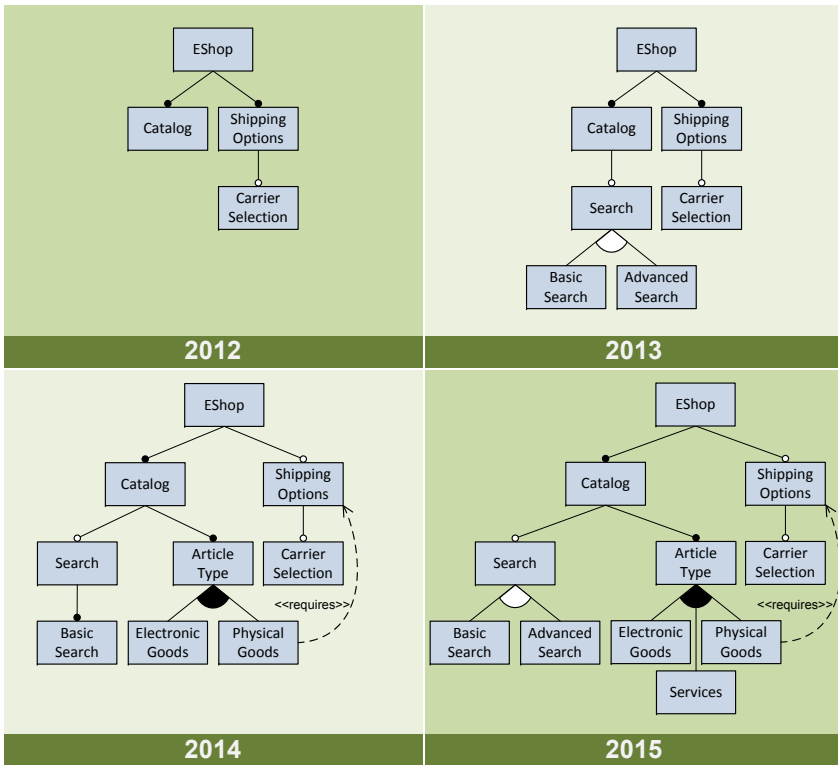 EShop
Catalog
Shipping
Options
Carrier
Selection
2012
EShop
Catalog
Shipping
Options
Search
Carrier
Selection
Basic
Search
Advanced
Search
2013
EShop
Catalog
Shipping
Options
Search
Article
Type
Carrier
Selection
<<requires>>
Basic
Search
Electronic
Goods
Physical
Goods
2014
EShop
Catalog
Shipping
Options
Search
Article
Type
Carrier
Selection
<<requires>>
Basic
Search
Advanced
Search
Electronic
Goods
Physical
Goods
Services
2015